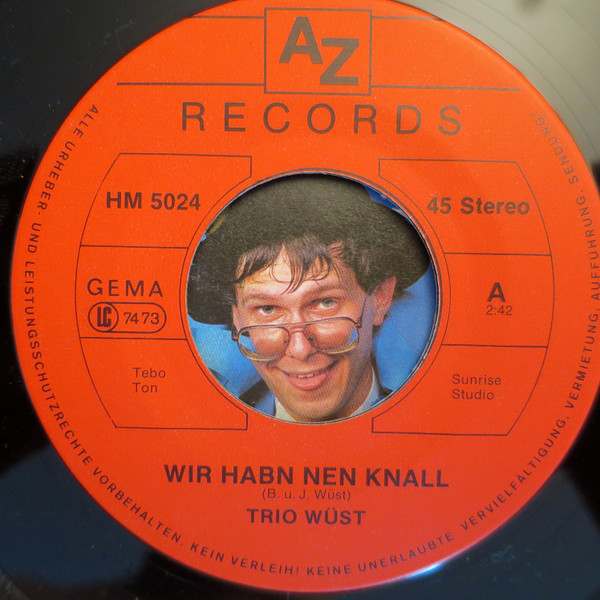 AZ
RECORDS
HM 5024
45 Stereo
GEMA
LC 7473
A
2:42
Tebo
Ton
Sunrise
Studio
WIR HABN NEN KNALL
(B. u. J. Wüst)
TRIO WÜST
ALLE URHEBER- UND LEISTUNGSSCHUTZRECHTE VORBEHALTEN. KEIN VERLEIH! KEINE UNERLAUBTE VERVIELFÄLTIGUNG, VERMIETUNG, AUFFÜHRUNG, SENDUNG!